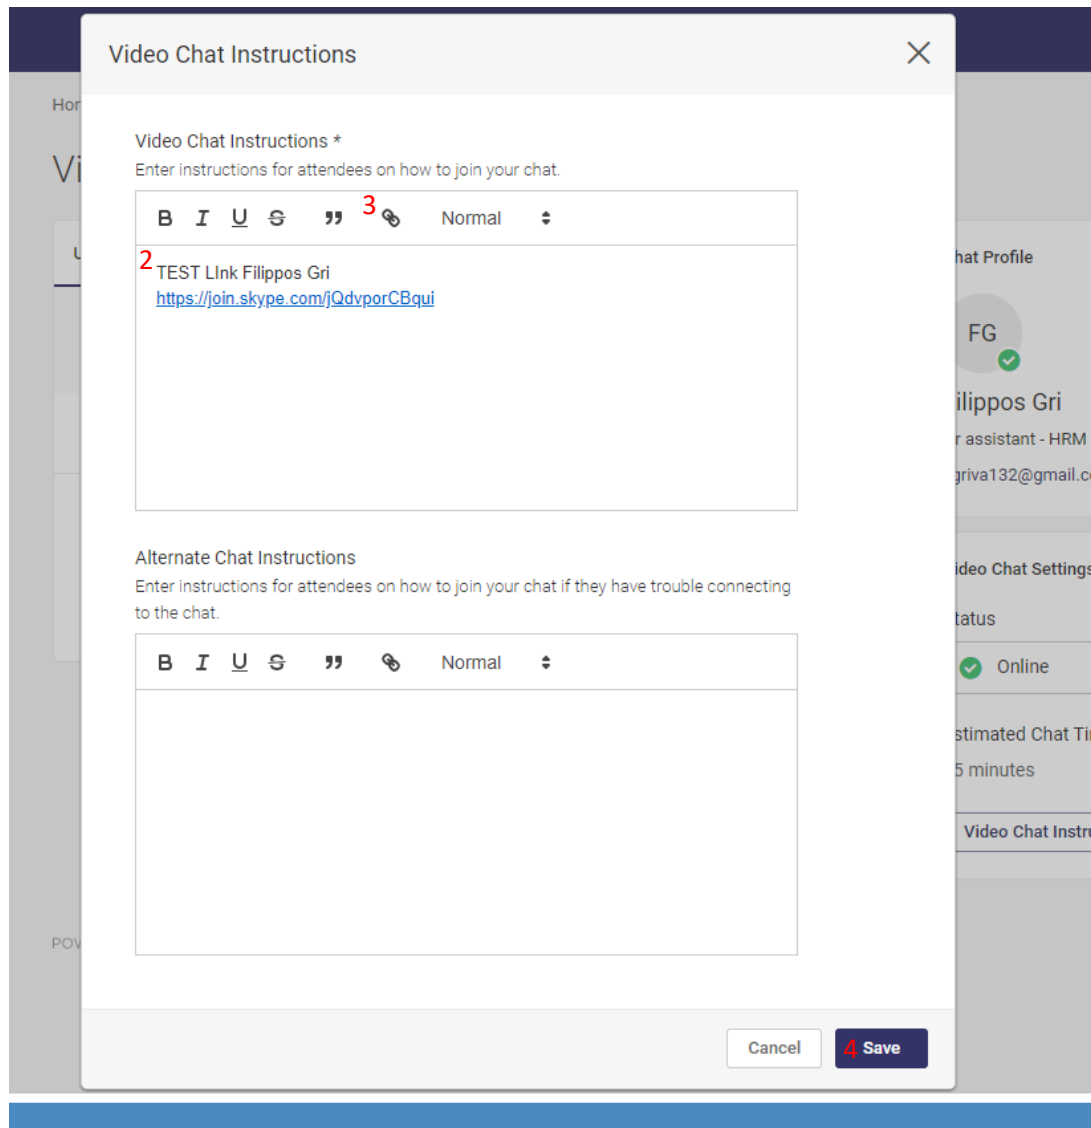 Video Chat Instructions
Hor
Video Chat Instructions *
Enter instructions for attendees on how to join your chat.
Vi
B I U S ” 3 Normal
2
TEST LInk Filippos Gri
https://join.skype.com/jQdvporCBqui
Alternate Chat Instructions
Enter instructions for attendees on how to join your chat if they have trouble connecting
to the chat.
B I U S ” Normal
POV
Cancel
4 Save
hat Profile
FG
ilippos Gri
r assistant - HRM
griva132@gmail.c
ideo Chat Settings
tatus
Online
stimated Chat Ti
5 minutes
Video Chat Instr